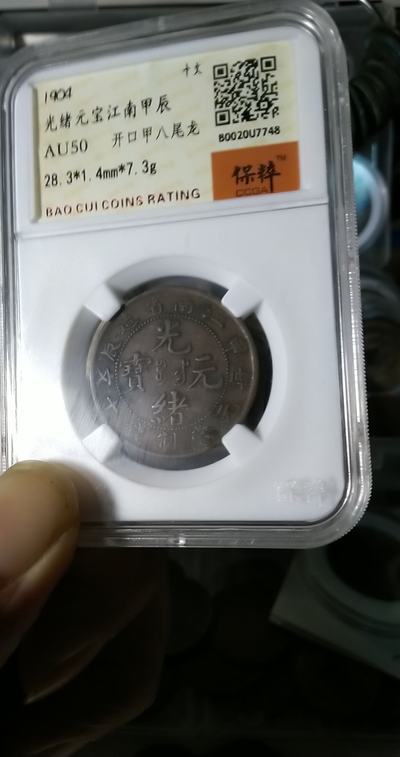 1904
十文
光绪元宝江南甲辰
AU50 开口甲八尾龙
B0020U7748
28.3*1.4mm*7.3g
保粹 TM
CCGA
BAO CUI COINS RATING
光緒元寶